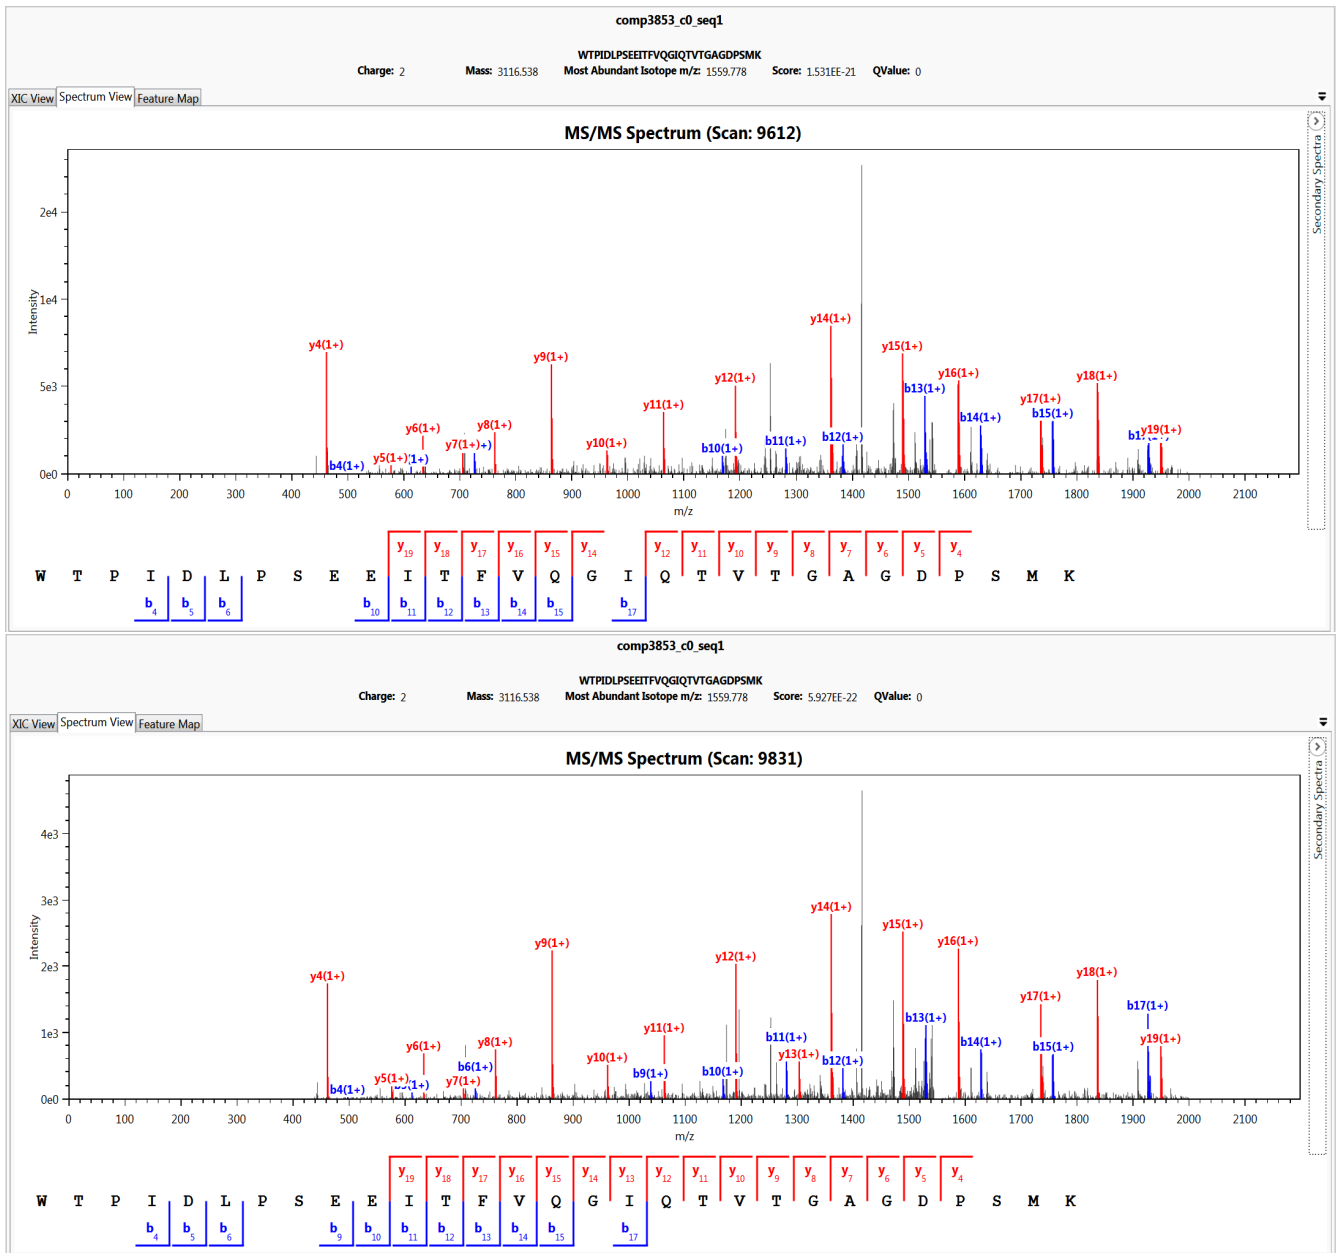 comp3853_c0_seq1
WTPIDLPSEEITFVQGIQTVTGAGDPSMK
Charge: 2 Mass: 3116.538 Most Abundant Isotope m/z: 1559.778 Score: 1.531EE-21 QValue: 0
XIC View Spectrum View Feature Map
MS/MS Spectrum (Scan: 9612)
Secondary Spectra
Intensity
2e4
1e4
5e3
0e0
y4(1+)
b4(1+)
y5(1+)
(1+)
y6(1+)
y7(1+)
+)
y8(1+)
y9(1+)
y10(1+)
y11(1+)
b10(1+)
y12(1+)
b11(1+)
y14(1+)
b12(1+)
y15(1+)
b13(1+)
y16(1+)
b14(1+)
y17(1+)
b15(1+)
y18(1+)
y19(1+)
0 100 200 300 400 500 600 700 800 900 1000 1100 1200 1300 1400 1500 1600 1700 1800 1900 2000 2100
m/z
y19 y18 y17 y16 y15 y14 y12 y11 y10 y9 y8 y7 y6 y5 y4
W T P I D L P S E E I T F V Q G I Q T V T G A G D P S M K
b4 b5 b6 b10 b11 b12 b13 b14 b15 b17
comp3853_c0_seq1
WTPIDLPSEEITFVQGIQTVTGAGDPSMK
Charge: 2 Mass: 3116.538 Most Abundant Isotope m/z: 1559.778 Score: 5.927EE-22 QValue: 0
XIC View Spectrum View Feature Map
MS/MS Spectrum (Scan: 9831)
Secondary Spectra
Intensity
4e3
3e3
2e3
1e3
0e0
y4(1+)
b4(1+)
y5(1+)
(1+)
y6(1+)
y7(1+)
b6(1+)
y8(1+)
y9(1+)
y10(1+)
b9(1+)
y11(1+)
b10(1+)
y12(1+)
b11(1+)
y13(1+)
y14(1+)
b12(1+)
y15(1+)
b13(1+)
y16(1+)
b14(1+)
y17(1+)
b15(1+)
y18(1+)
b17(1+)
y19(1+)
0 100 200 300 400 500 600 700 800 900 1000 1100 1200 1300 1400 1500 1600 1700 1800 1900 2000 2100
m/z
y19 y18 y17 y16 y15 y14 y13 y12 y11 y10 y9 y8 y7 y6 y5 y4
W T P I D L P S E E I T F V Q G I Q T V T G A G D P S M K
b4 b5 b6 b9 b10 b11 b12 b13 b14 b15 b17